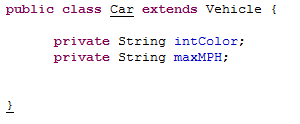 public class Car extends Vehicle {
private String intColor;
private String maxMPH;
}